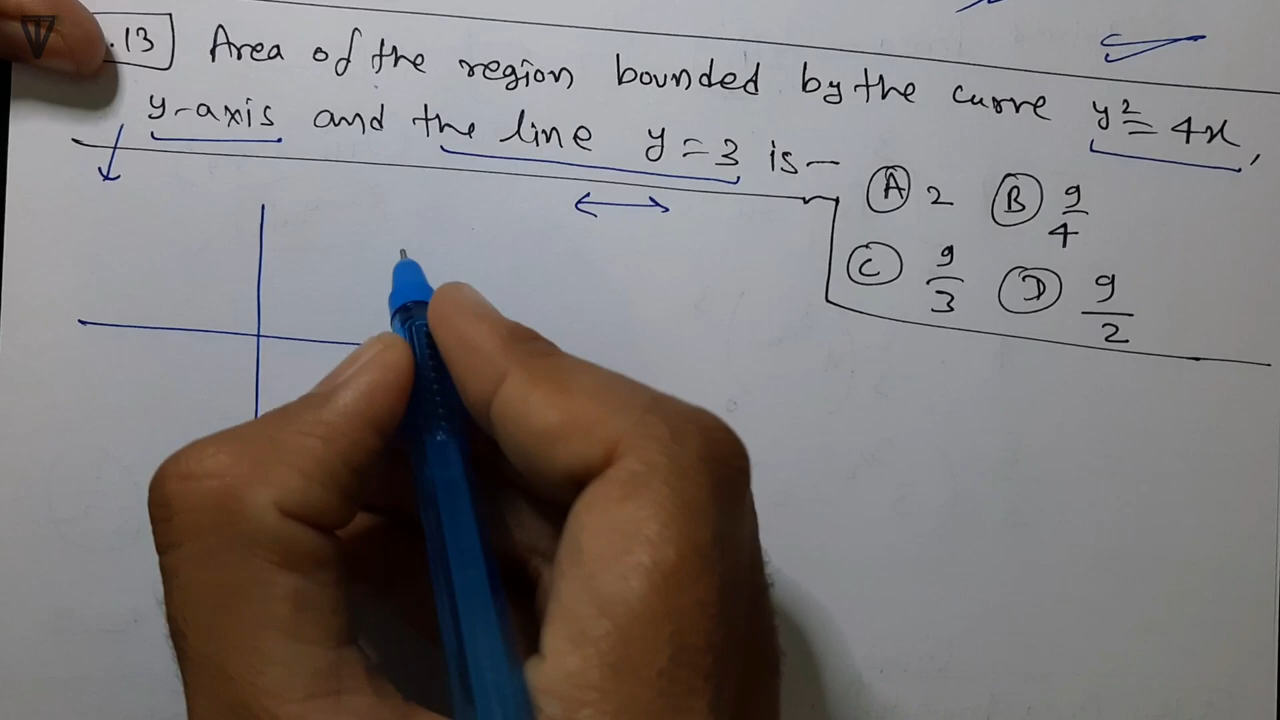 .13 Area of the region bounded by the curve y² = 4x,
y-axis and the line y = 3 is —
(A) 2 (B) 9/4
(C) 9/3 (D) 9/2